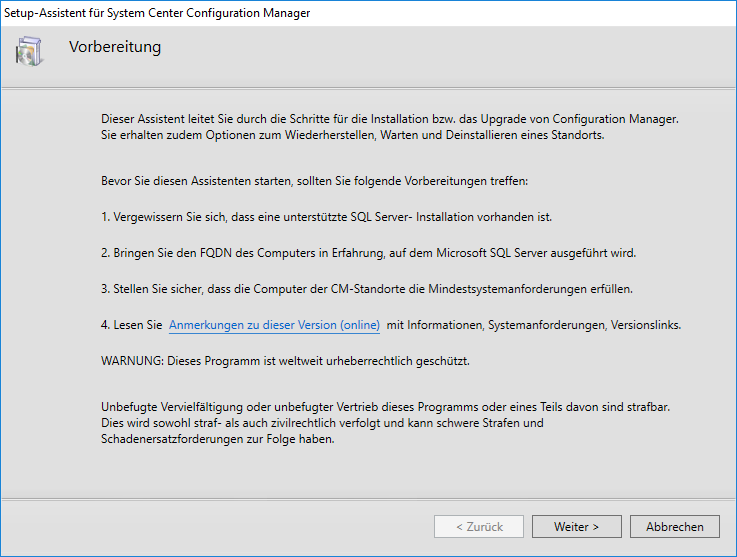 Setup-Assistent für System Center Configuration Manager
Vorbereitung
Dieser Assistent leitet Sie durch die Schritte für die Installation bzw. das Upgrade von Configuration Manager.
Sie erhalten zudem Optionen zum Wiederherstellen, Warten und Deinstallieren eines Standorts.
Bevor Sie diesen Assistenten starten, sollten Sie folgende Vorbereitungen treffen:
1. Vergewissern Sie sich, dass eine unterstützte SQL Server- Installation vorhanden ist.
2. Bringen Sie den FQDN des Computers in Erfahrung, auf dem Microsoft SQL Server ausgeführt wird.
3. Stellen Sie sicher, dass die Computer der CM-Standorte die Mindestsystemanforderungen erfüllen.
4. Lesen Sie Anmerkungen zu dieser Version (online) mit Informationen, Systemanforderungen, Versionslinks.
WARNUNG: Dieses Programm ist weltweit urheberrechtlich geschützt.
Unbefugte Vervielfältigung oder unbefugter Vertrieb dieses Programms oder eines Teils davon sind strafbar.
Dies wird sowohl straf- als auch zivilrechtlich verfolgt und kann schwere Strafen und
Schadenersatzforderungen zur Folge haben.
< Zurück Weiter > Abbrechen